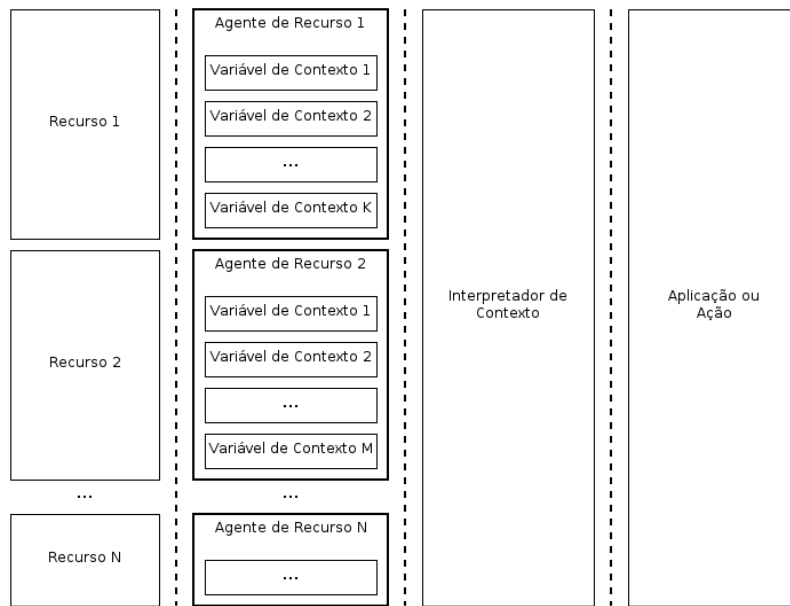 Recurso 1
Agente de Recurso 1
Variável de Contexto 1
Variável de Contexto 2
...
Variável de Contexto K
Recurso 2
Agente de Recurso 2
Variável de Contexto 1
Variável de Contexto 2
...
Variável de Contexto M
...
...
Recurso N
Agente de Recurso N
...
Interpretador de
Contexto
Aplicação ou
Ação